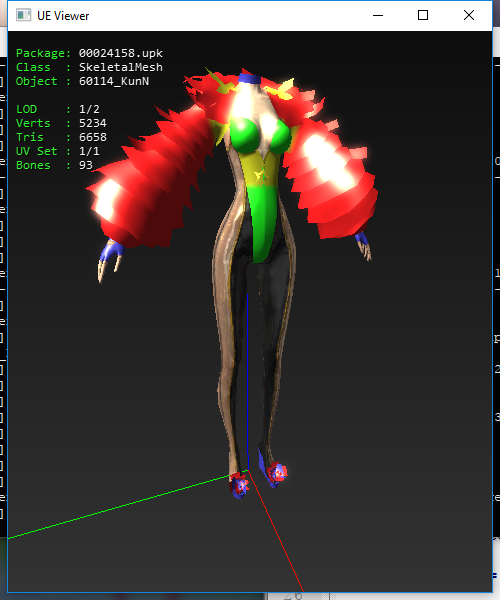 UE Viewer
Package: 00024158.upk
Class : SkeletalMesh
Object : 60114_KunN
LOD : 1/2
Verts : 5234
Tris : 6658
UV Set : 1/1
Bones : 93